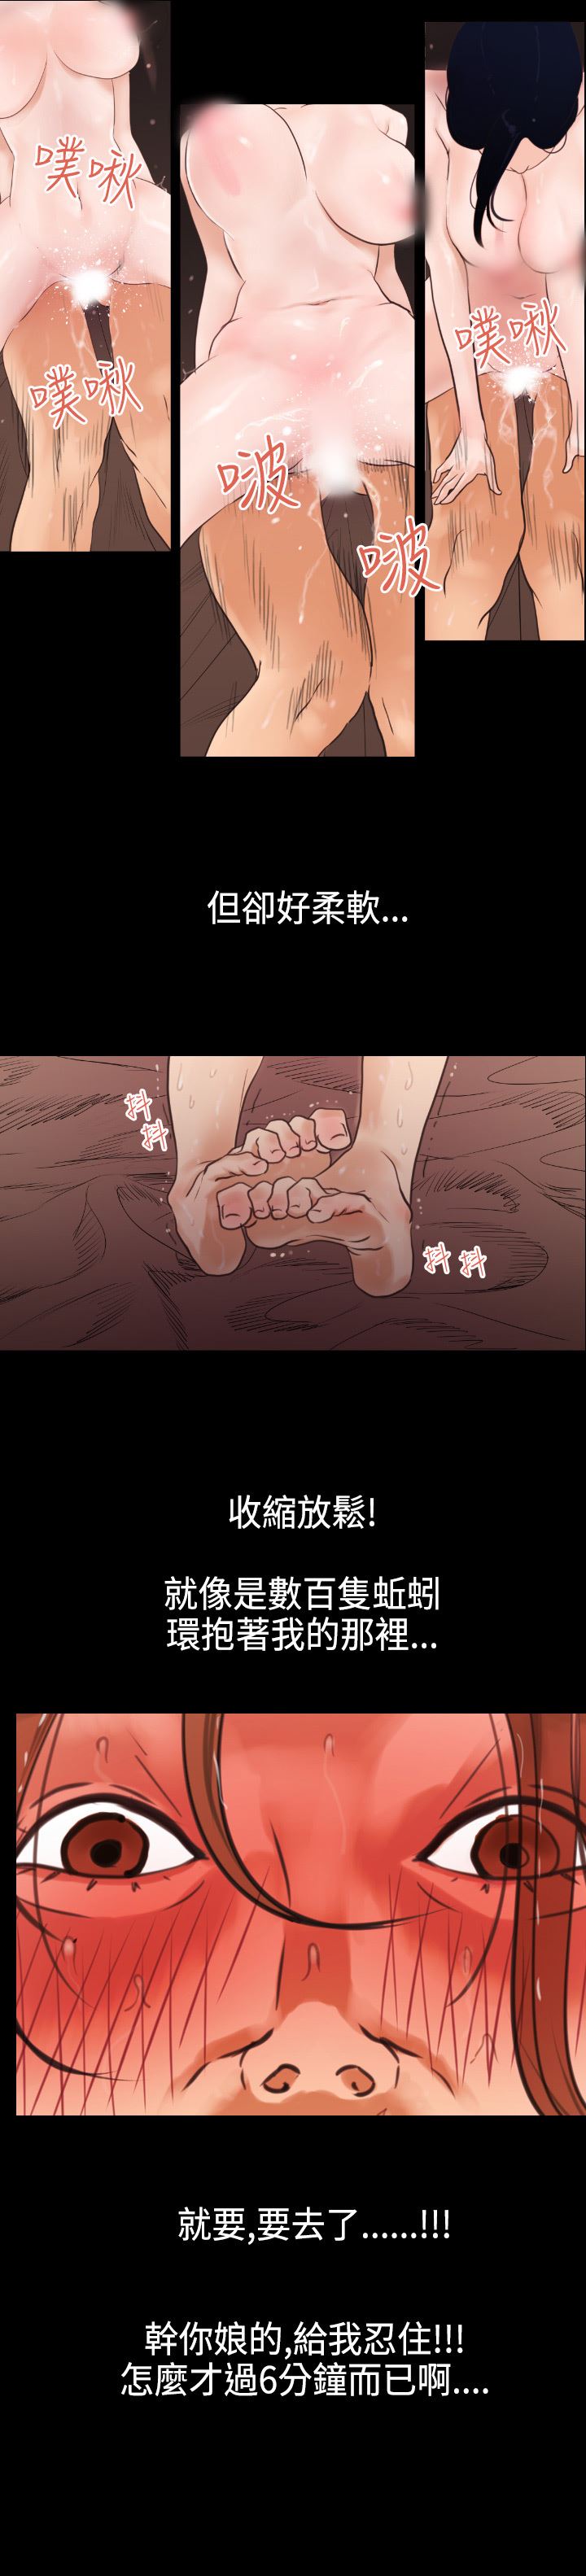 噗啾
噗啾
啵
啵
噗啾
但卻好柔軟...
抖
抖
抖抖
收縮放鬆!
就像是數百隻蚯蚓
環抱著我的那裡...
就要,要去了......!!!
幹你娘的,給我忍住!!!
怎麼才過6分鐘而已啊....